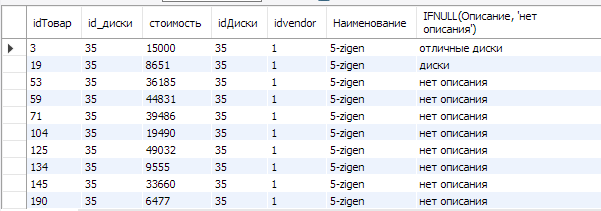 idТовар id_диски стоимость idДиски idvendor Наименование IFNULL(Описание, 'нет
описания')
3 35 15000 35 1 5-zigen отличные диски
19 35 8651 35 1 5-zigen диски
53 35 36185 35 1 5-zigen нет описания
59 35 44831 35 1 5-zigen нет описания
71 35 39486 35 1 5-zigen нет описания
104 35 19490 35 1 5-zigen нет описания
125 35 49032 35 1 5-zigen нет описания
134 35 9555 35 1 5-zigen нет описания
145 35 33660 35 1 5-zigen нет описания
190 35 6477 35 1 5-zigen нет описания